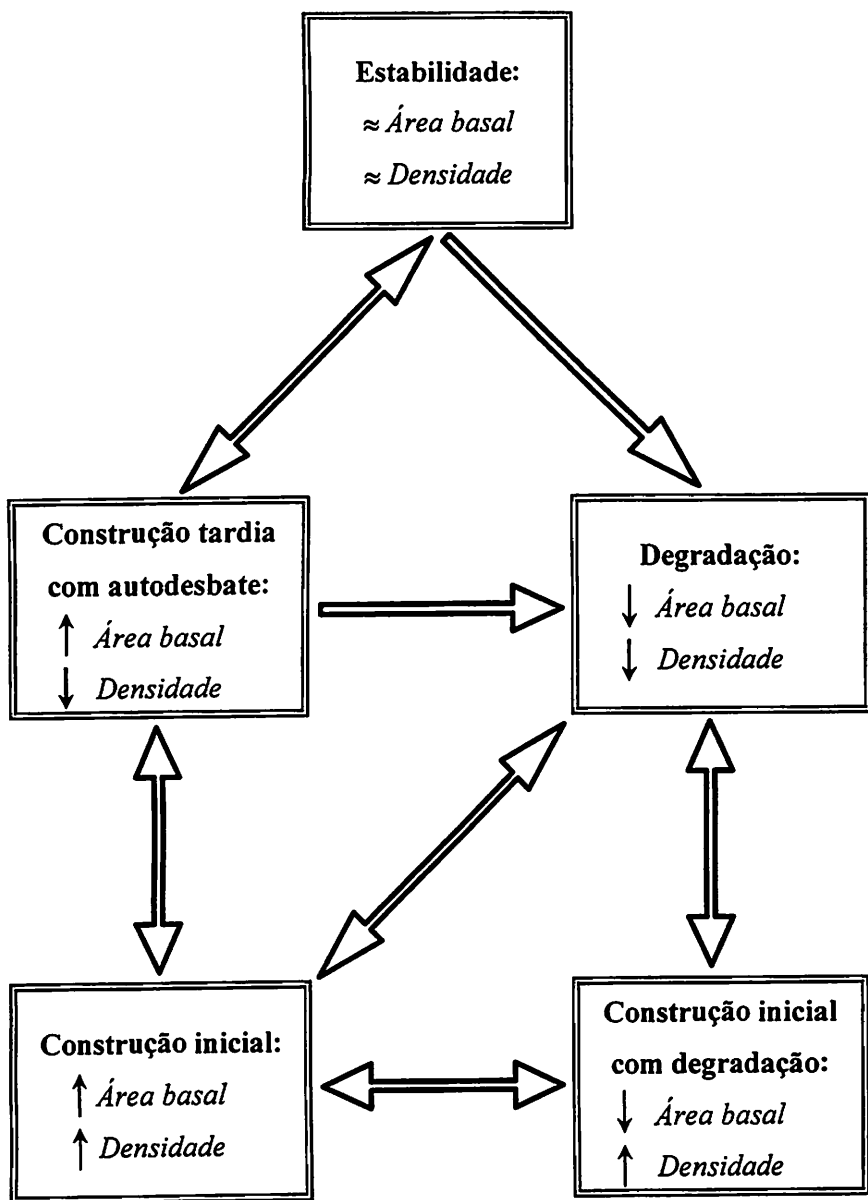 Estabilidade:
≈ Área basal
≈ Densidade
Construção tardia
com autodesbate:
↑ Área basal
↓ Densidade
Degradação:
↓ Área basal
↓ Densidade
Construção inicial:
↑ Área basal
↑ Densidade
Construção inicial
com degradação:
↓ Área basal
↑ Densidade